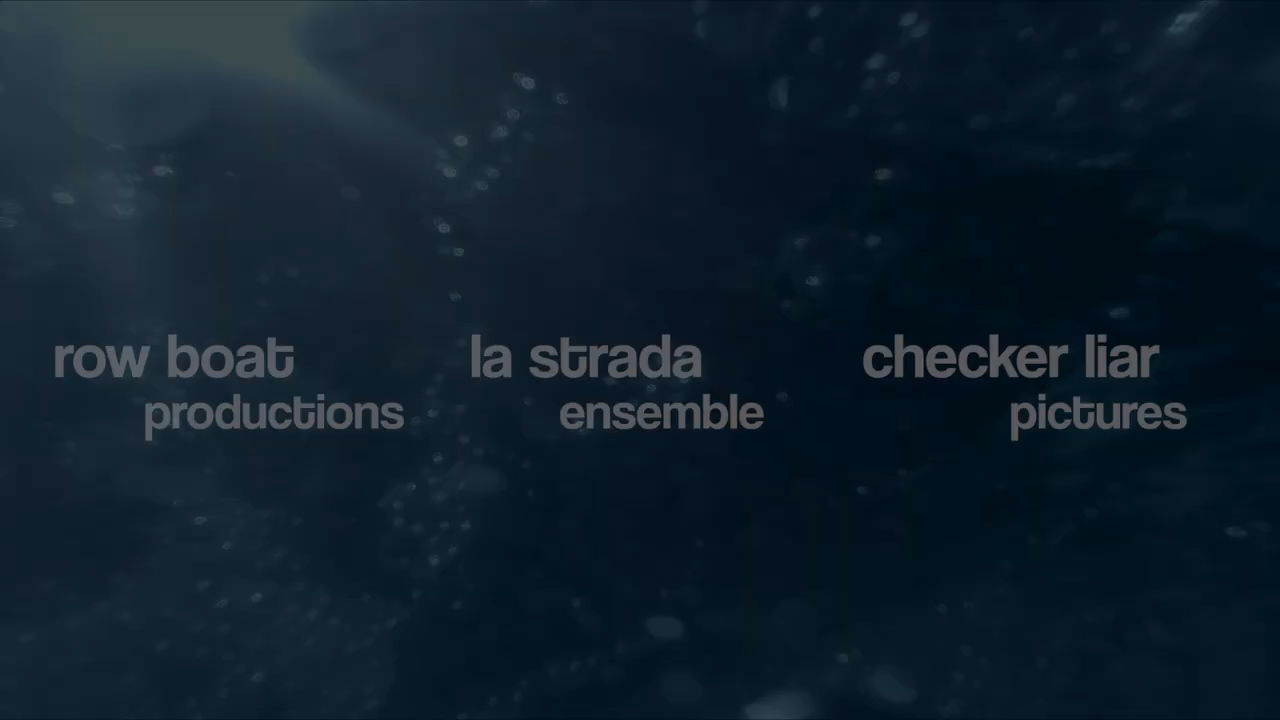 row boat
productions
la strada
ensemble
checker liar
pictures